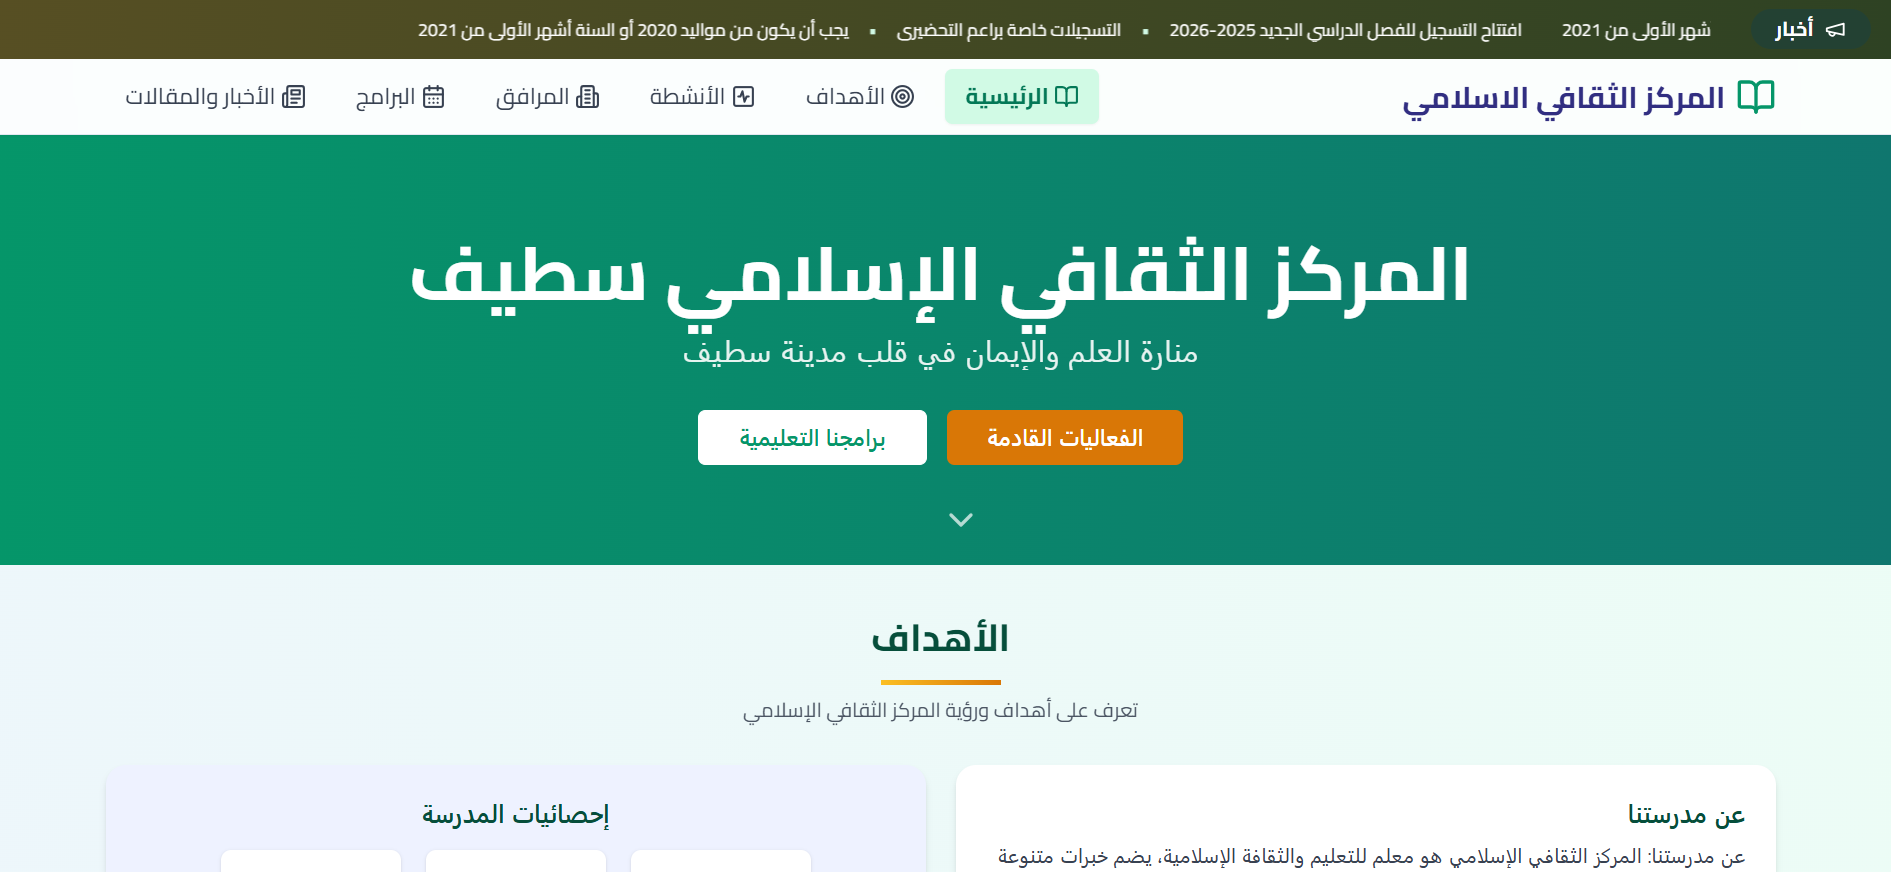 أخبار
شهر الأولى من 2021
افتتاح التسجيل للفصل الدراسي الجديد 2025-2026 • التسجيلات خاصة براعم التحضيرى • يجب أن يكون من مواليد 2020 أو السنة أشهر الأولى من 2021
المركز الثقافي الاسلامي
الرئيسية
الأهداف
الأنشطة
المرافق
البرامج
الأخبار والمقالات
المركز الثقافي الإسلامي سطيف
منارة العلم والإيمان في قلب مدينة سطيف
الفعاليات القادمة
برامجنا التعليمية
الأهداف
تعرف على أهداف ورؤية المركز الثقافي الإسلامي
عن مدرستنا
عن مدرستنا: المركز الثقافي الإسلامي هو معلم للتعليم والثقافة الإسلامية، يضم خبرات متنوعة
إحصائيات المدرسة